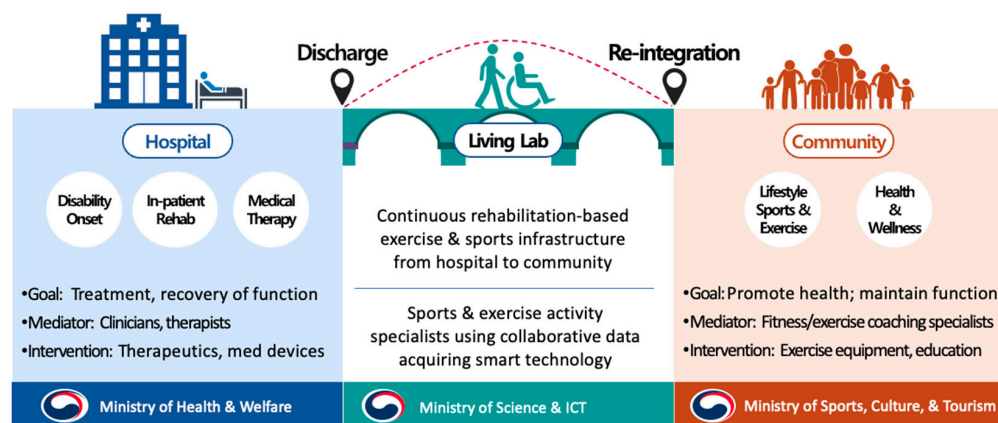 Discharge
Re-integration
Hospital
Living Lab
Community
Disability
Onset
In-patient
Rehab
Medical
Therapy
•Goal: Treatment, recovery of function
•Mediator: Clinicians, therapists
•Intervention: Therapeutics, med devices
Continuous rehabilitation-based
exercise & sports infrastructure
from hospital to community
Sports & exercise activity
specialists using collaborative data
acquiring smart technology
Lifestyle
Sports &
Exercise
Health
&
Wellness
•Goal: Promote health; maintain function
•Mediator: Fitness/exercise coaching specialists
•Intervention: Exercise equipment, education
Ministry of Health & Welfare
Ministry of Science & ICT
Ministry of Sports, Culture, & Tourism